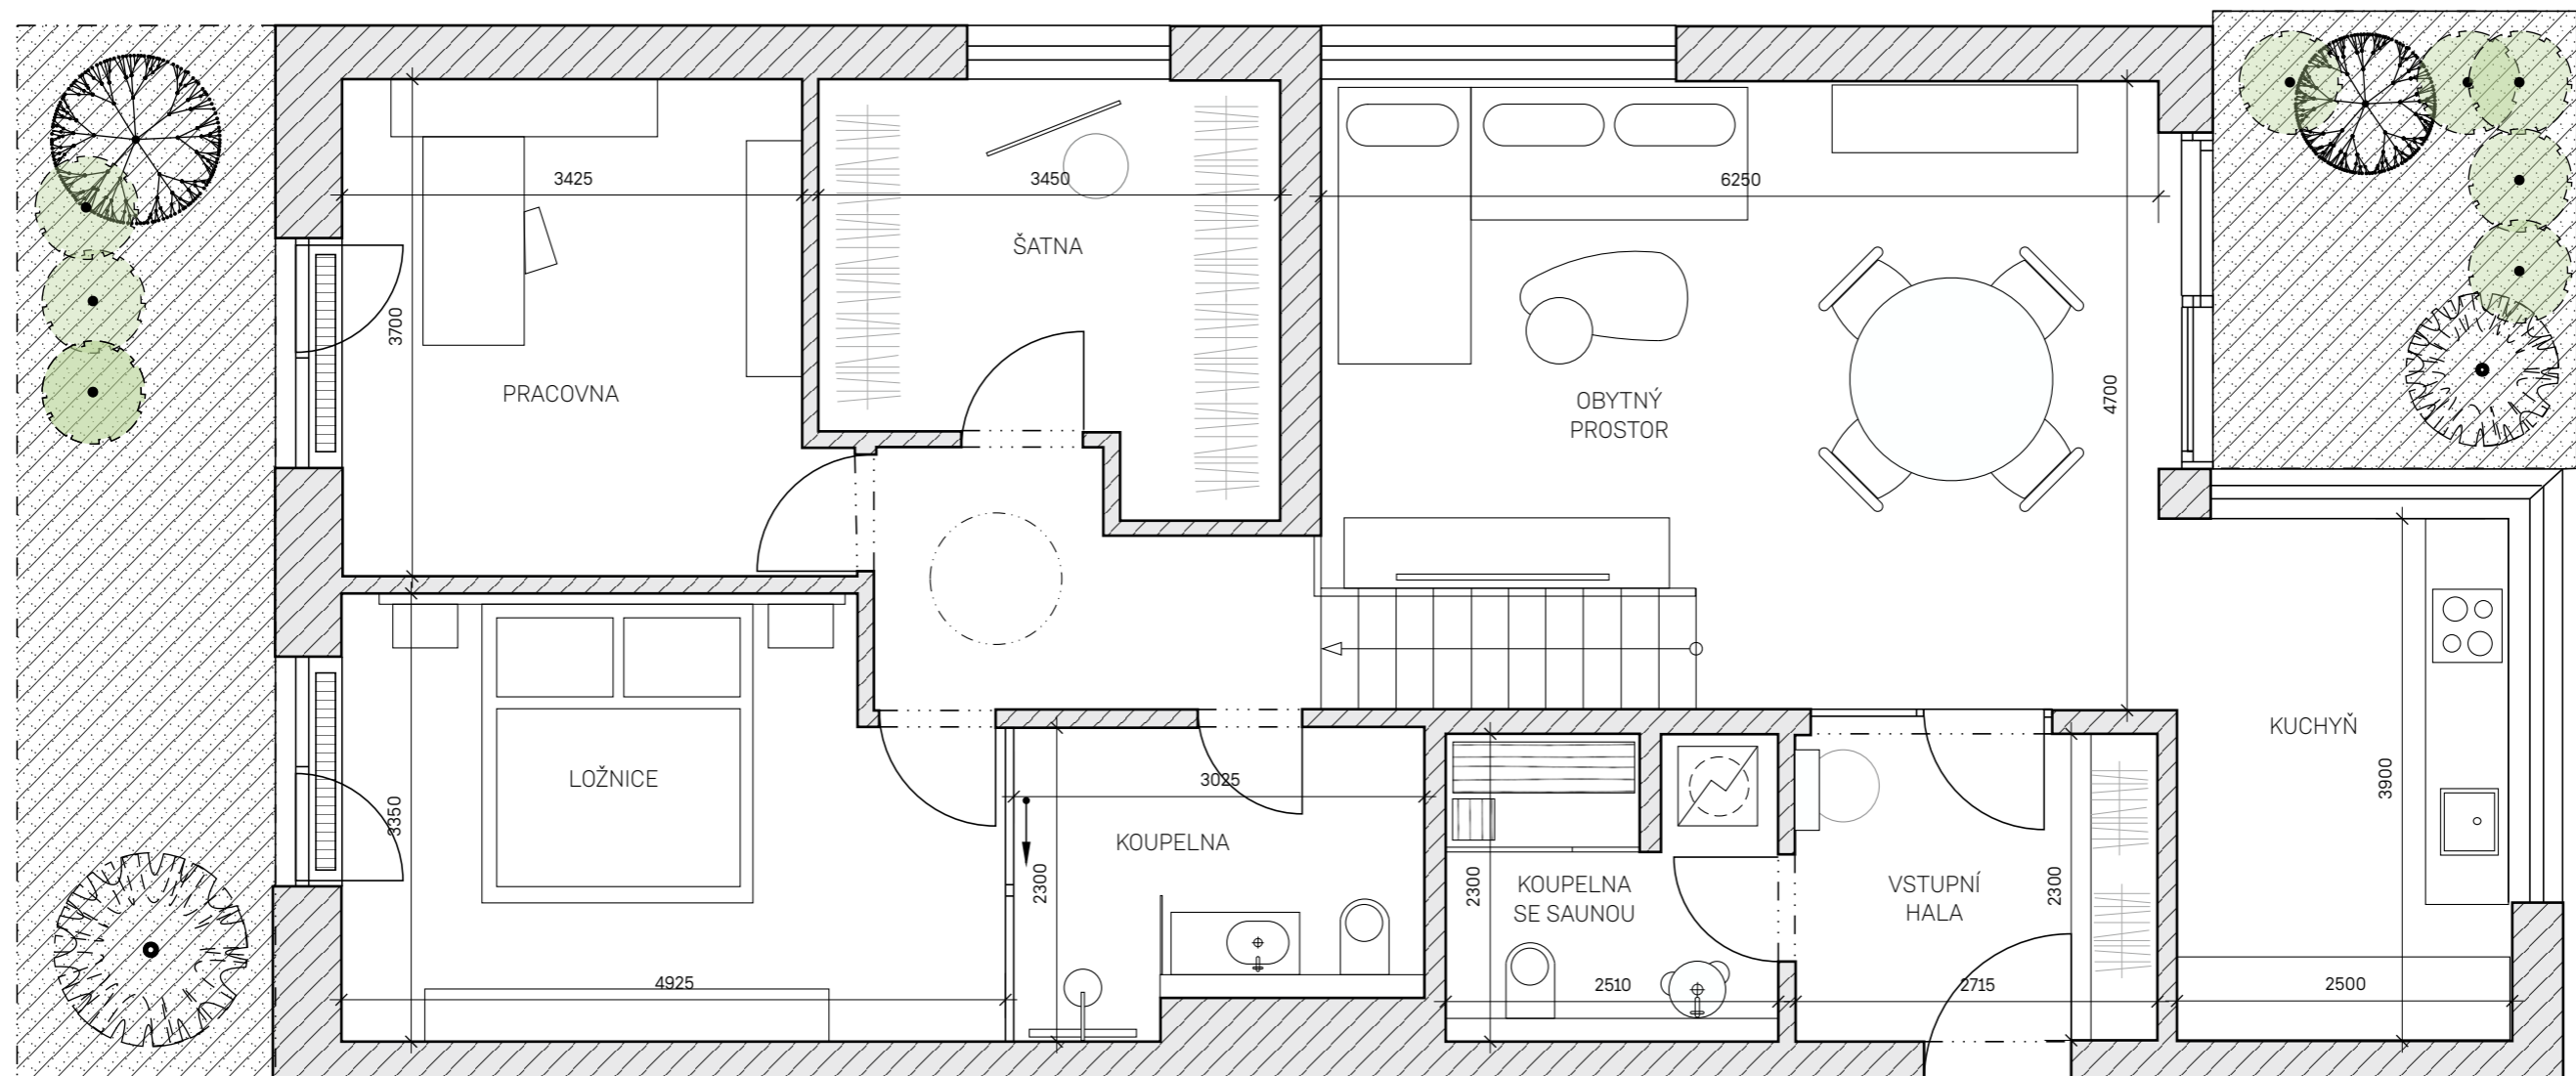 3425
3450
6250
ŠATNA
3700
PRACOVNA
OBYTNÝ
PROSTOR
4700
KUCHYŇ
LOŽNICE
3025
3900
3350
KOUPELNA
2300
2300
KOUPELNA
SE SAUNOU
VSTUPNÍ
HALA
2300
4925
2510
2715
2500